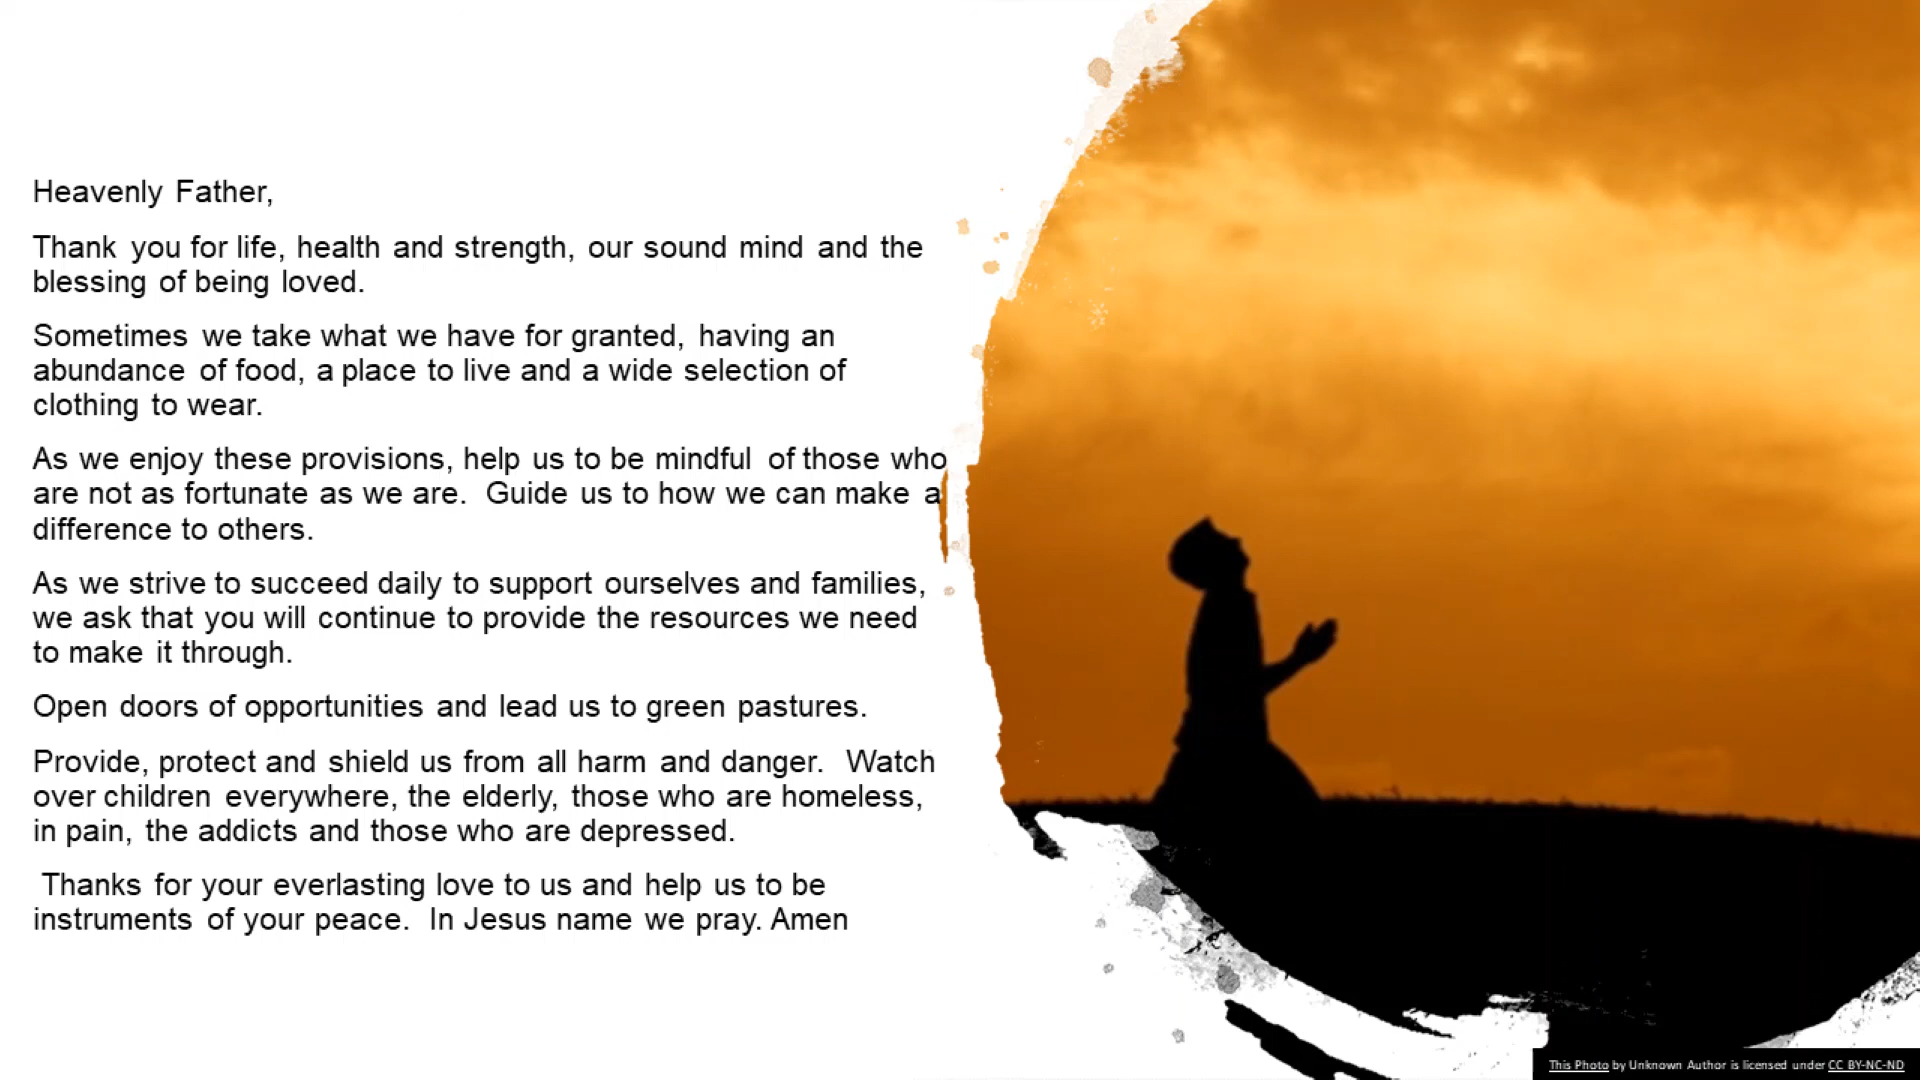 Heavenly Father,
Thank you for life, health and strength, our sound mind and the
blessing of being loved.
Sometimes we take what we have for granted, having an
abundance of food, a place to live and a wide selection of
clothing to wear.
As we enjoy these provisions, help us to be mindful of those who
are not as fortunate as we are. Guide us to how we can make a
difference to others.
As we strive to succeed daily to support ourselves and families,
we ask that you will continue to provide the resources we need
to make it through.
Open doors of opportunities and lead us to green pastures.
Provide, protect and shield us from all harm and danger. Watch
over children everywhere, the elderly, those who are homeless,
in pain, the addicts and those who are depressed.
Thanks for your everlasting love to us and help us to be
instruments of your peace. In Jesus name we pray. Amen
This Photo by Unknown Author is licensed under CC BY-NC-ND